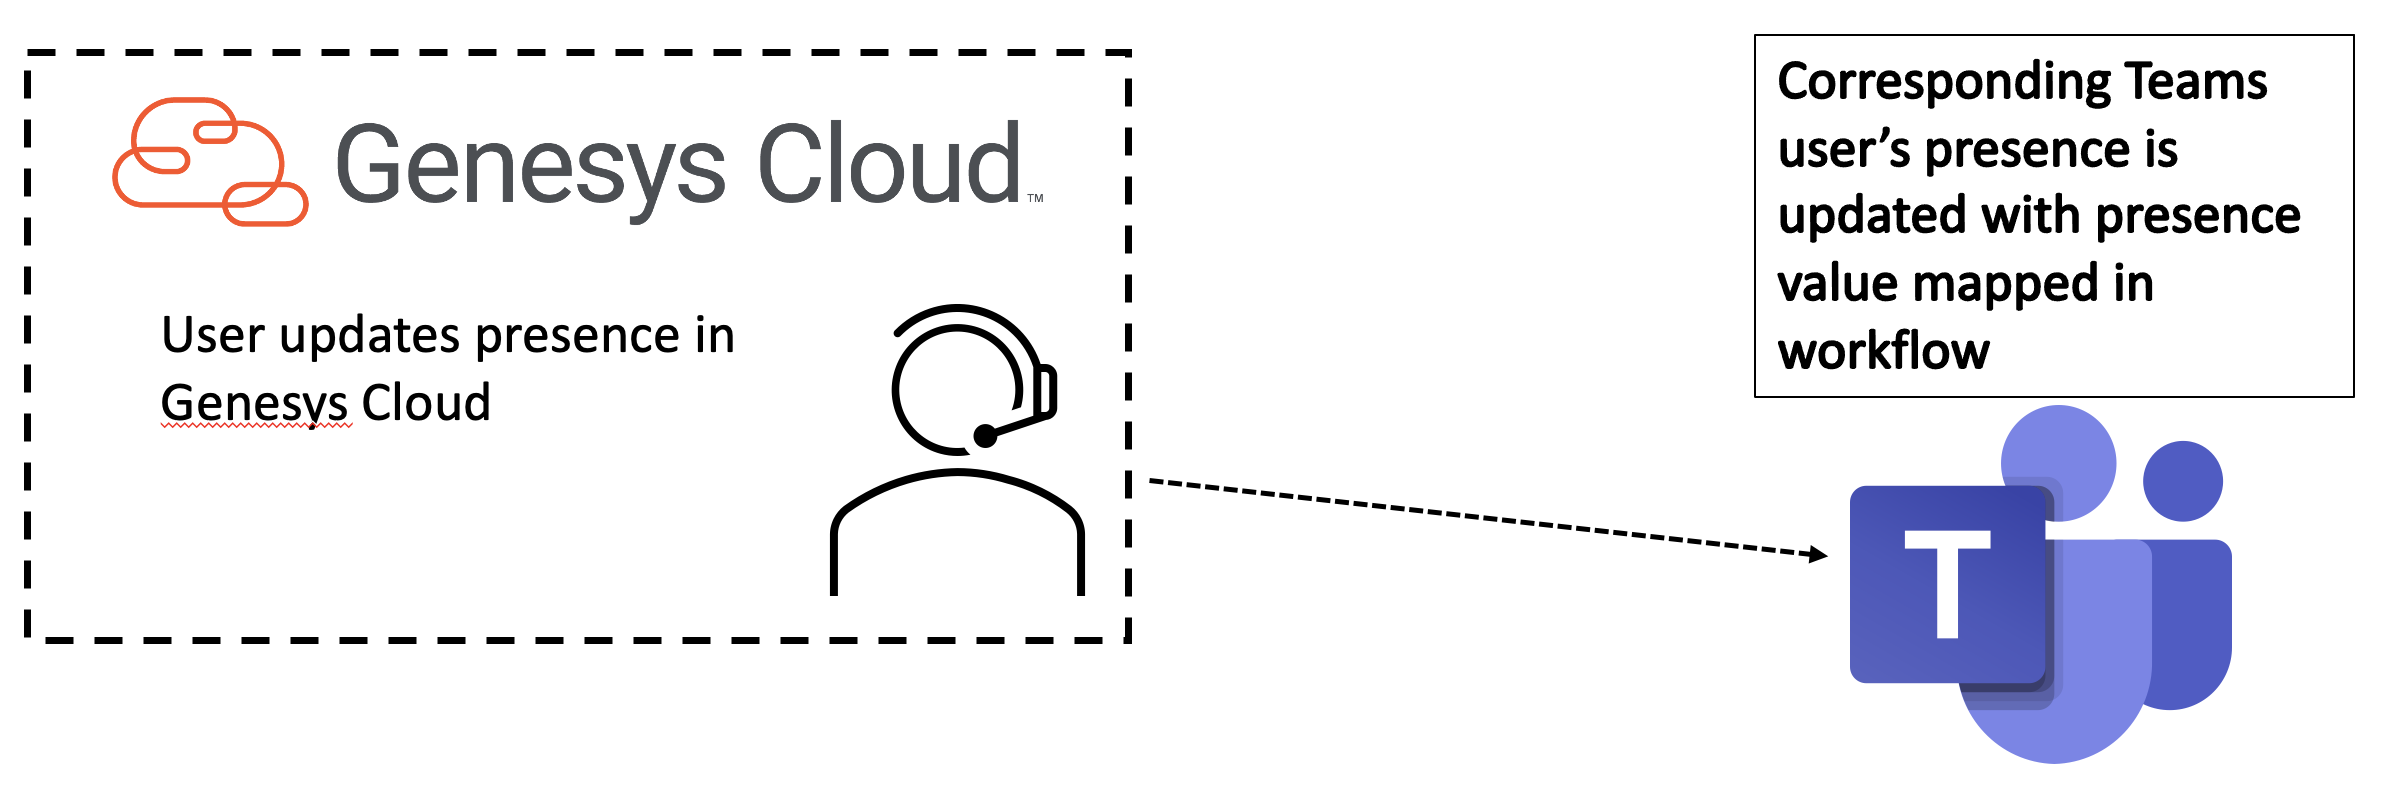 Genesys Cloud™
User updates presence in
Genesys Cloud
Corresponding Teams
user’s presence is
updated with presence
value mapped in
workflow
T